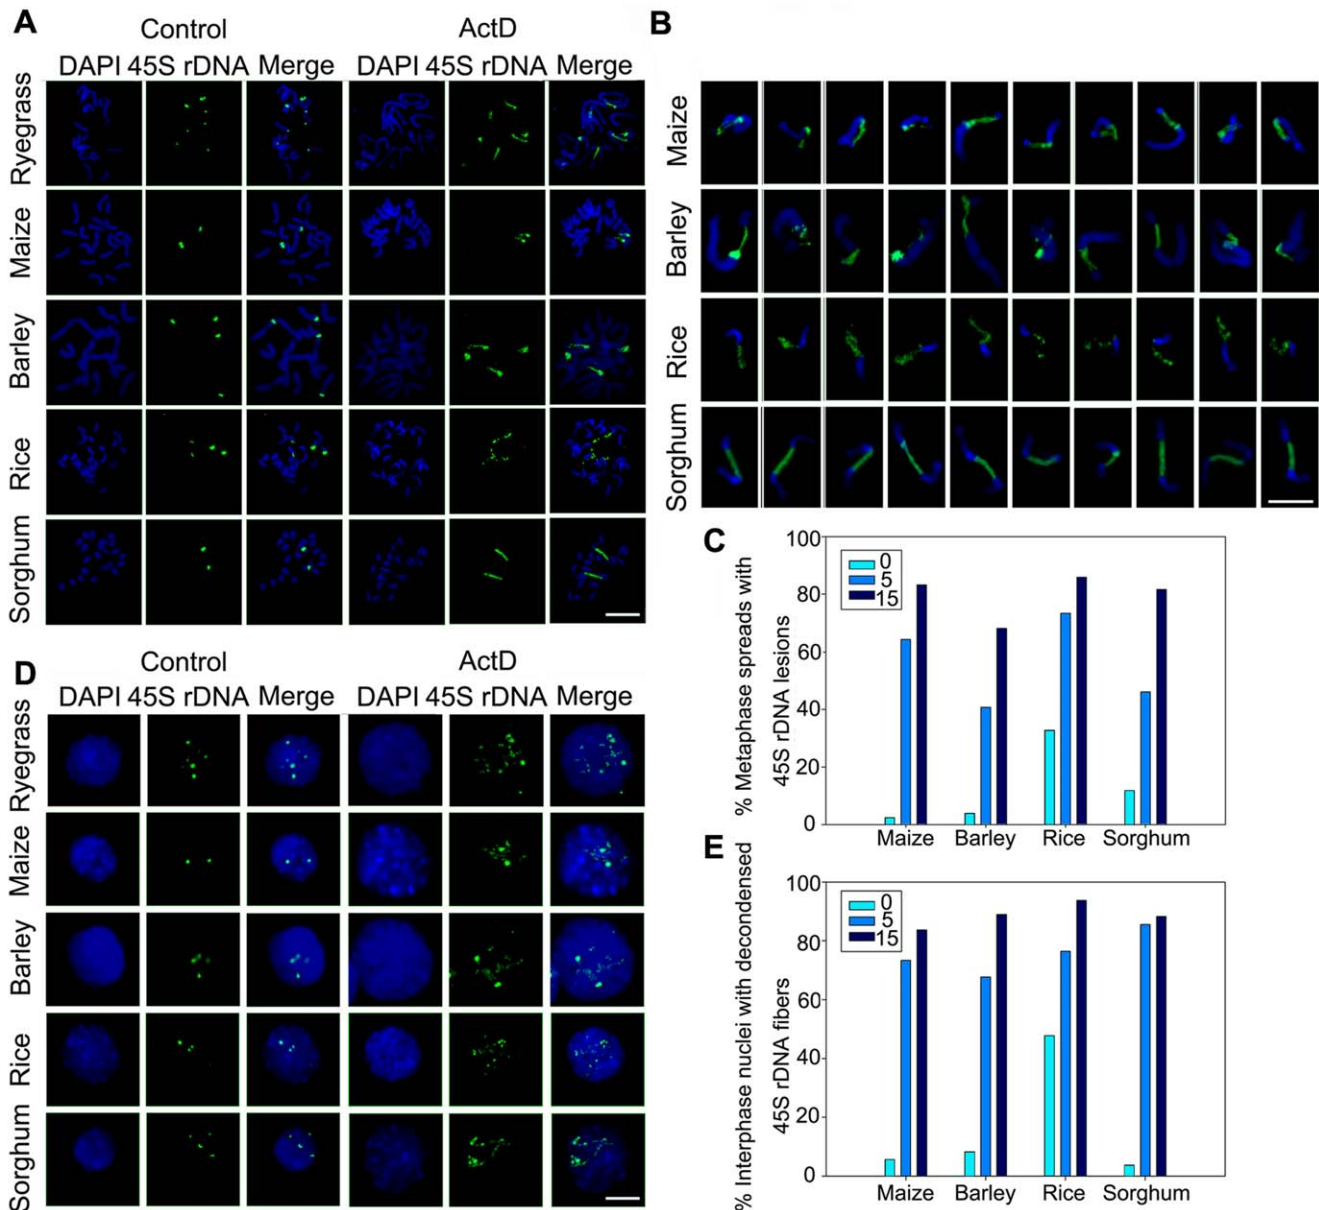 A
Control
ActD
DAPI 45S rDNA Merge
DAPI 45S rDNA Merge
Ryegrass
Maize
Barley
Rice
Sorghum
B
Maize
Barley
Rice
Sorghum
C
% Metaphase spreads with
45S rDNA lesions
100
80
60
40
20
0
0
5
15
Maize
Barley
Rice
Sorghum
D
Control
ActD
DAPI 45S rDNA Merge
DAPI 45S rDNA Merge
Ryegrass
Maize
Barley
Rice
Sorghum
E
% Interphase nuclei with decondensed
45S rDNA fibers
100
80
60
40
20
0
0
5
15
Maize
Barley
Rice
Sorghum